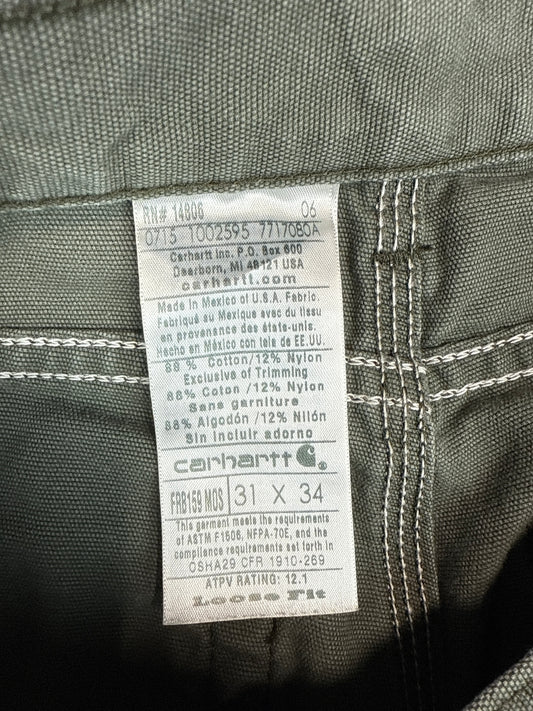 RN# 14806 06
0715 1002595 7717080A
Carhartt Inc. P.O. Box 600
Dearborn, MI 48121 USA
carhartt.com
Made in Mexico of U.S.A. Fabric.
Fabriqué au Mexique avec du tissu
en provenance des états-unis.
Hecho en México con tela de EE.UU.
88 % Cotton/12% Nylon
Exclusive of Trimming
88 % Coton /12% Nylon
Sans garniture
88% Algodón /12% Nilón
Sin incluir adorno
carhartt
FRB159 MOS 31 X 34
This garment meets the requirements
of ASTM F1506, NFPA-70E, and the
compliance requirements set forth in
OSHA29 CFR 1910-269
ATPV RATING: 12.1
Loose Fit